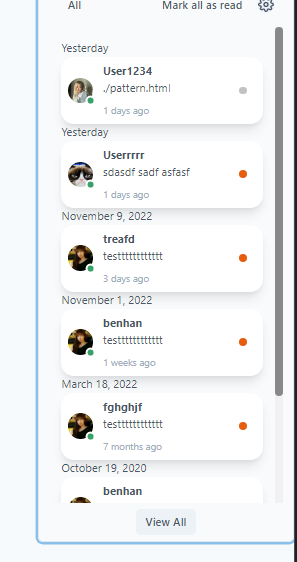 All Mark all as read
Yesterday
User1234
./pattern.html
1 days ago
Yesterday
Userrrrr
sdasdf sadf asfasf
1 days ago
November 9, 2022
treafd
testttttttttttt
3 days ago
November 1, 2022
benhan
testttttttttttt
1 weeks ago
March 18, 2022
fghghjf
testttttttttttt
7 months ago
October 19, 2020
benhan
View All